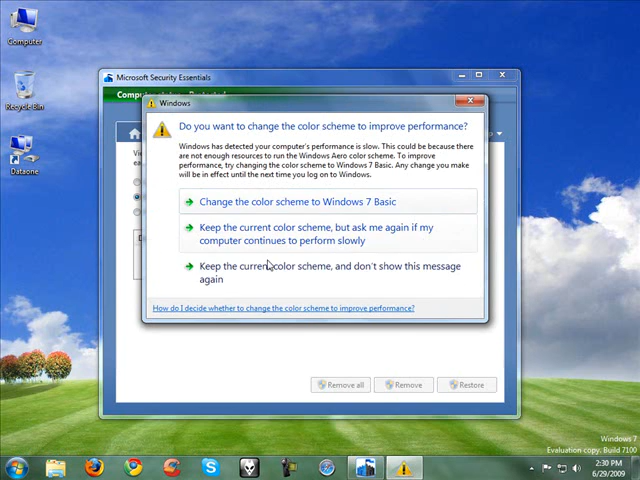 Computer
Recycle Bin
Dataone
Microsoft Security Essentials
Windows
Do you want to change the color scheme to improve performance?
Windows has detected your computer's performance is slow. This could be because
there are not enough resources to run the Windows Aero color scheme. To improve
performance, try changing the color scheme to Windows 7 Basic. Any change you make
will be in effect until the next time you log on to Windows.
Change the color scheme to Windows 7 Basic
Keep the current color scheme, but ask me again if my
computer continues to perform slowly
Keep the current color scheme, and don't show this message
again
How do I decide whether to change the color scheme to improve performance?
Remove all
Remove
Restore
Windows 7
Evaluation copy. Build 7100
2:30 PM
6/29/2009